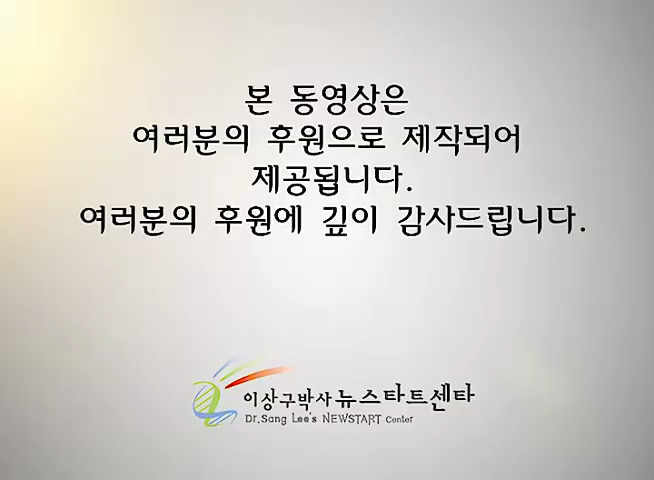 본 동영상은
여러분의 후원으로 제작되어
제공됩니다.
여러분의 후원에 깊이 감사드립니다.
이상구박사 뉴스타트센타
Dr.Sang Lee's NEWSTART Center